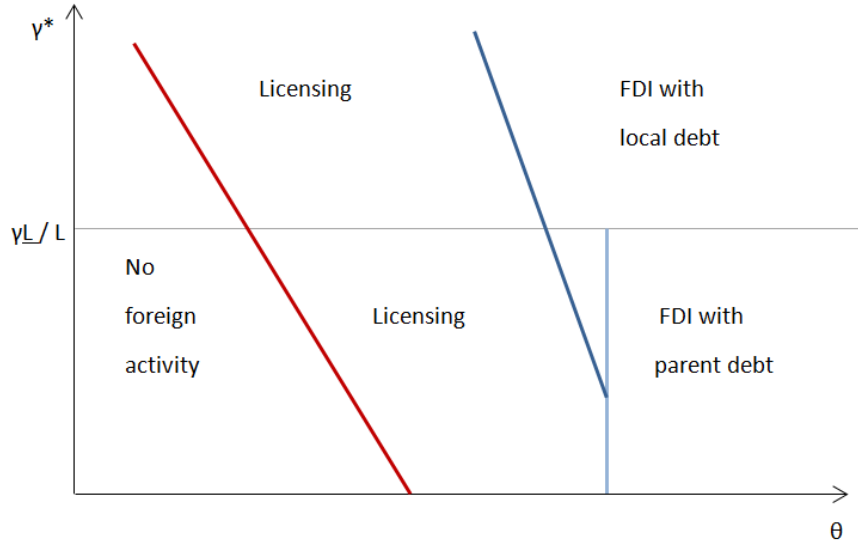 γ*
Licensing
FDI with
local debt
γL / L
No
foreign
activity
Licensing
FDI with
parent debt
θ